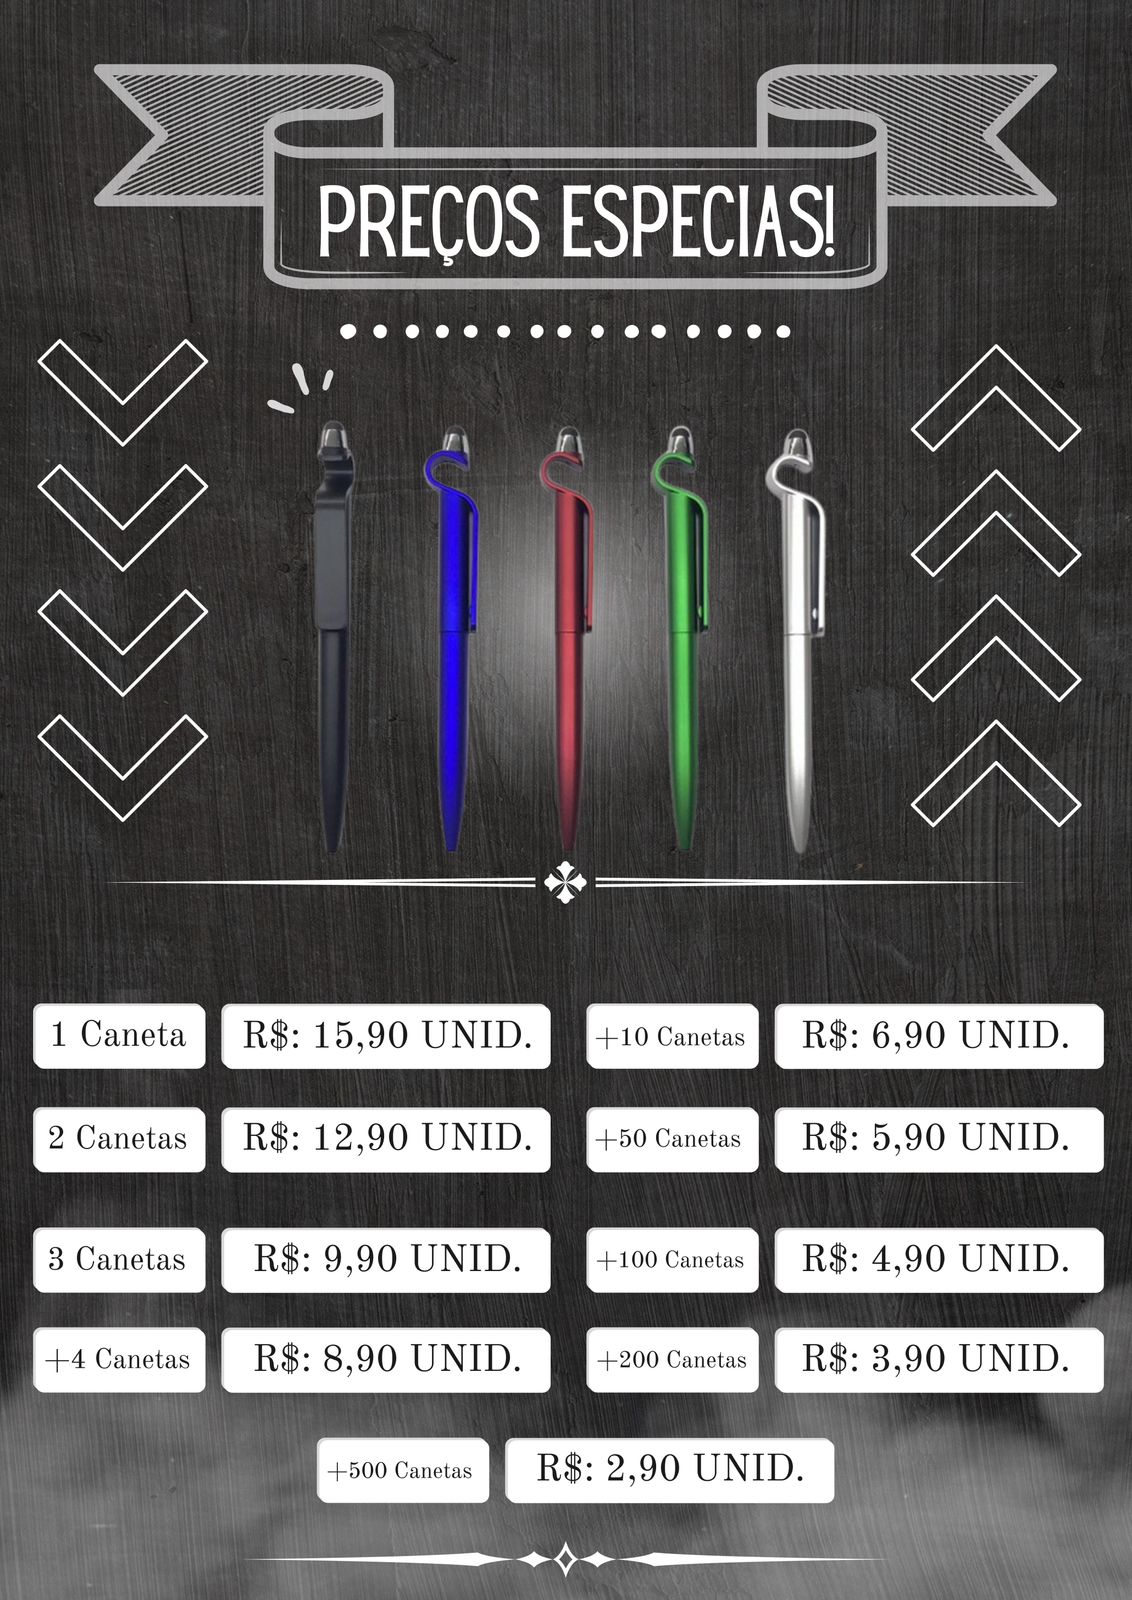 PREÇOS ESPECIAS!
1 Caneta R$: 15,90 UNID.
2 Canetas R$: 12,90 UNID.
3 Canetas R$: 9,90 UNID.
+4 Canetas R$: 8,90 UNID.
+10 Canetas R$: 6,90 UNID.
+50 Canetas R$: 5,90 UNID.
+100 Canetas R$: 4,90 UNID.
+200 Canetas R$: 3,90 UNID.
+500 Canetas R$: 2,90 UNID.